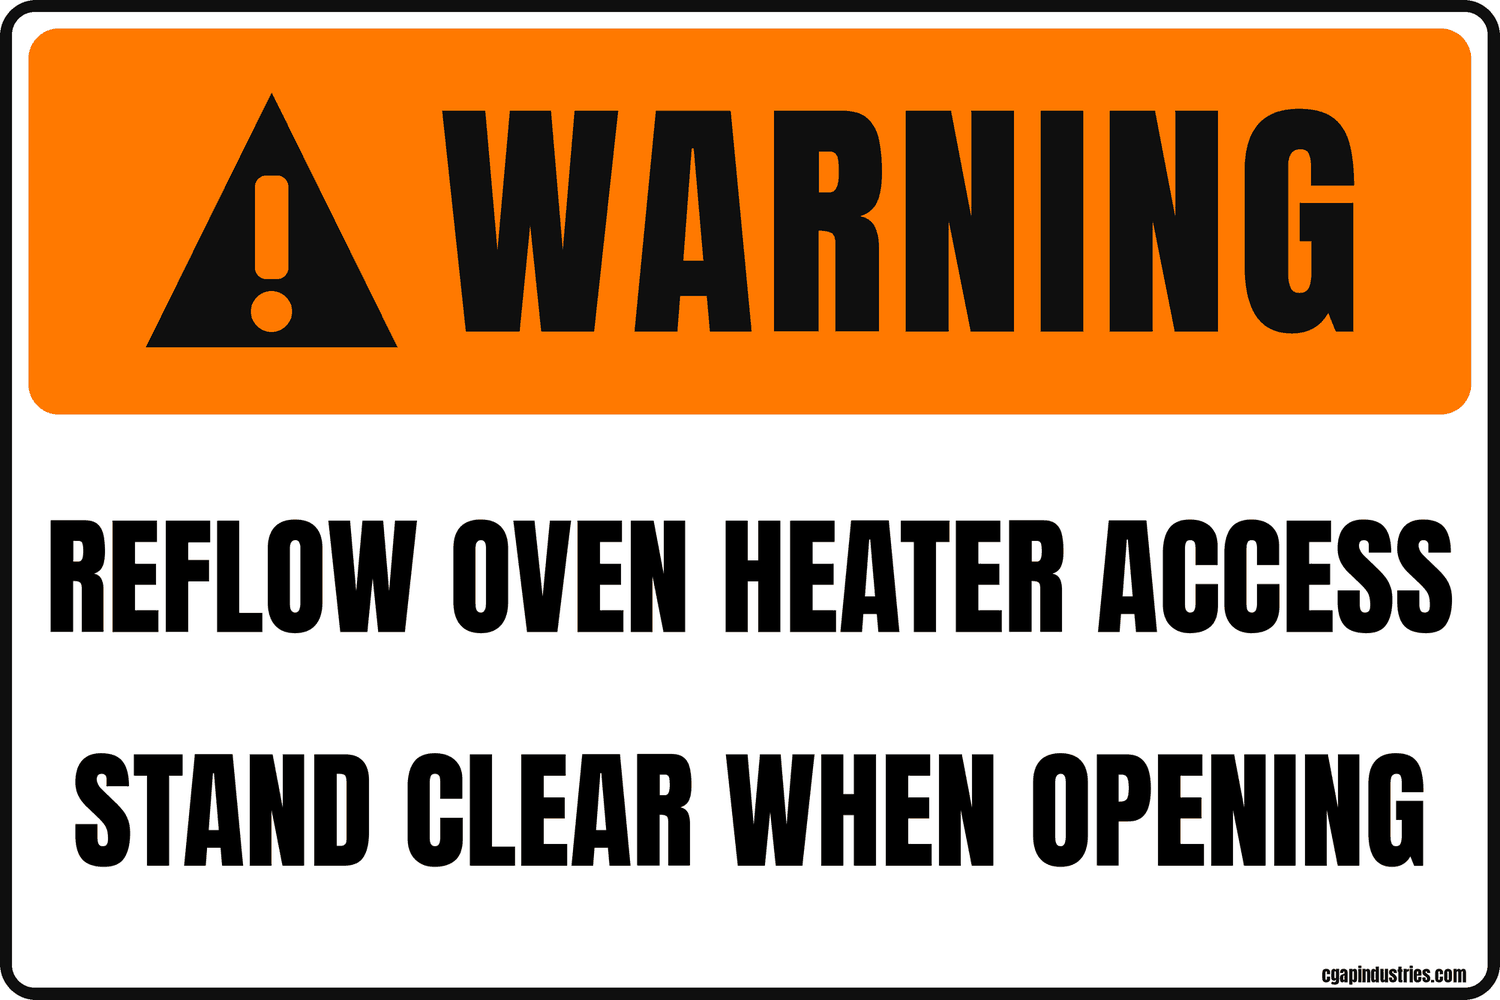 WARNING
REFLOW OVEN HEATER ACCESS
STAND CLEAR WHEN OPENING
cgapindustries.com